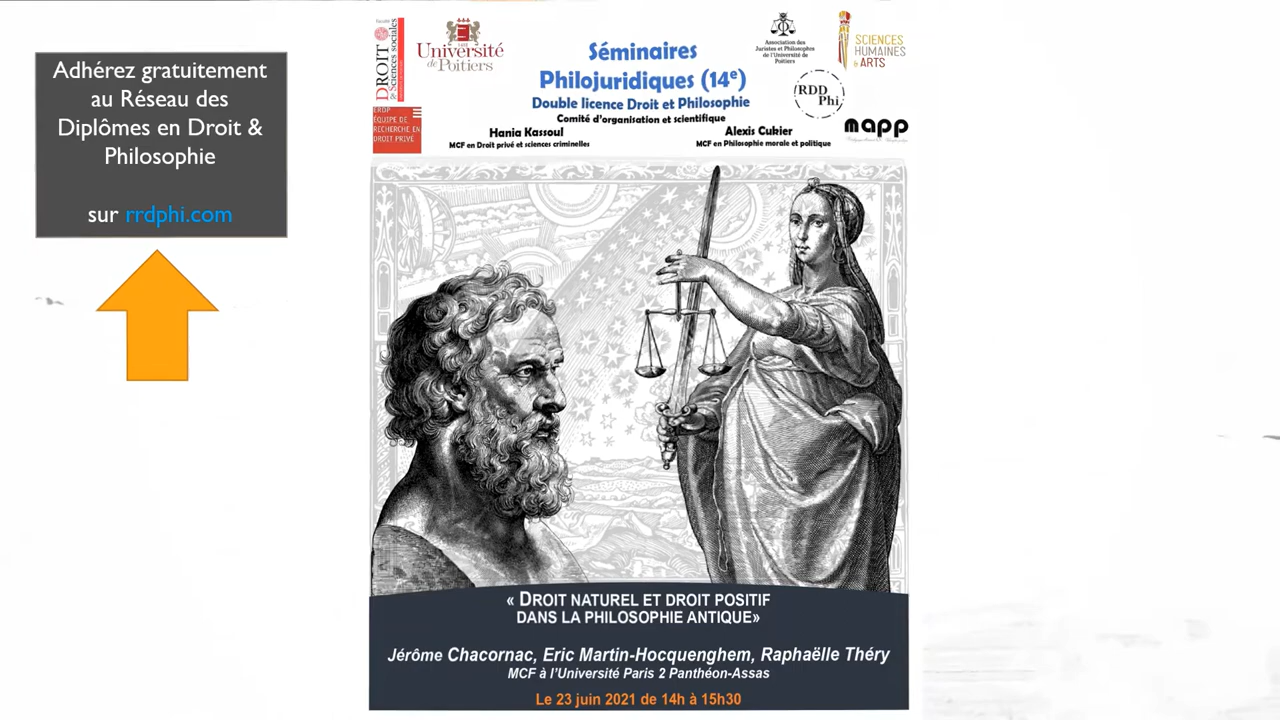 Adherez gratuitement
au Réseau des
Diplômes en Droit &
Philosophie
sur rrdphi.com
Faculté
DROIT
& Sciences sociales
Université
de Poitiers
ERDP
ÉQUIPE DE
RECHERCHE EN
DROIT PRIVÉ
Séminaires
Philojuridiques (14e)
Double licence Droit et Philosophie
Comité d'organisation et scientifique
Hania Kassoul
MCF en Droit privé et sciences criminelles
Alexis Cukier
MCF en Philosophie morale et politique
Association des
Juristes et Philosophes
de l'Université de
Poitiers
SCIENCES
HUMAINES
& ARTS
RDD
Phi
mapp
« DROIT NATUREL ET DROIT POSITIF
DANS LA PHILOSOPHIE ANTIQUE»
Jérôme Chacornac, Eric Martin-Hocquenghem, Raphaëlle Théry
MCF à l'Université Paris 2 Panthéon-Assas
Le 23 juin 2021 de 14h à 15h30